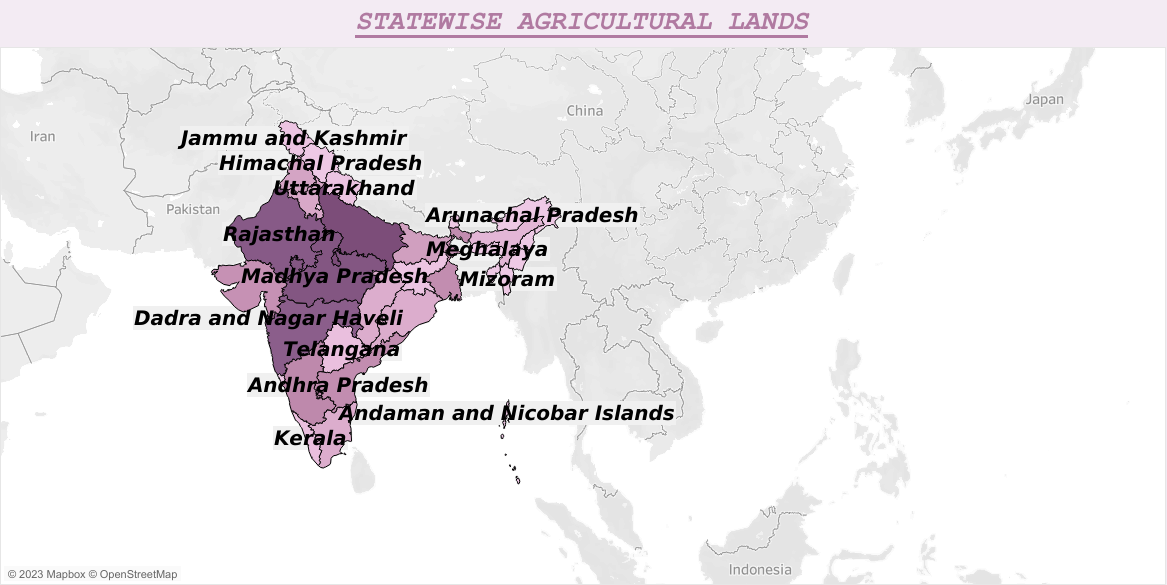 STATEWISE AGRICULTURAL LANDS
China
Japan
Iran
Jammu and Kashmir
Himachal Pradesh
Uttarakhand
Pakistan
Arunachal Pradesh
Rajasthan
Meghalaya
Madhya Pradesh
Mizoram
Dadra and Nagar Haveli
Telangana
Andhra Pradesh
Andaman and Nicobar Islands
Kerala
Indonesia
© 2023 Mapbox © OpenStreetMap